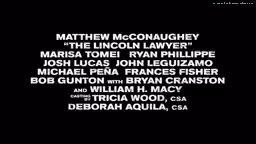 MATTHEW McCONAUGHEY
"THE LINCOLN LAWYER"
MARISA TOMEI RYAN PHILLIPPE
JOSH LUCAS JOHN LEGUIZAMO
MICHAEL PEÑA FRANCES FISHER
BOB GUNTON WITH BRYAN CRANSTON
AND WILLIAM H. MACY
CASTING BY TRICIA WOOD, CSA
DEBORAH AQUILA, CSA